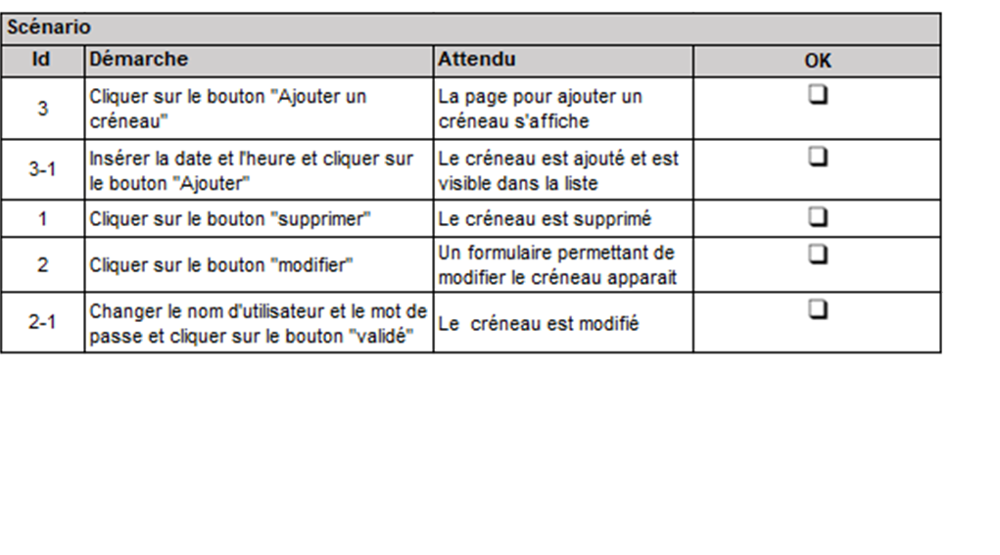 Scénario
Id Démarche Attendu OK
3 Cliquer sur le bouton "Ajouter un créneau" La page pour ajouter un créneau s'affiche ❑
3-1 Insérer la date et l'heure et cliquer sur le bouton "Ajouter" Le créneau est ajouté et est visible dans la liste ❑
1 Cliquer sur le bouton "supprimer" Le créneau est supprimé ❑
2 Cliquer sur le bouton "modifier" Un formulaire permettant de modifier le créneau apparait ❑
2-1 Changer le nom d'utilisateur et le mot de passe et cliquer sur le bouton "validé" Le  créneau est modifié ❑